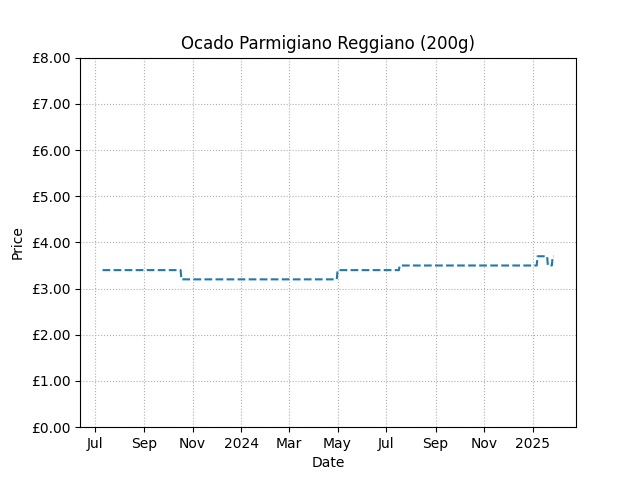 Ocado Parmigiano Reggiano (200g)
£8.00
£7.00
£6.00
£5.00
£4.00
£3.00
£2.00
£1.00
£0.00
Price
Jul Sep Nov 2024 Mar May Jul Sep Nov 2025
Date